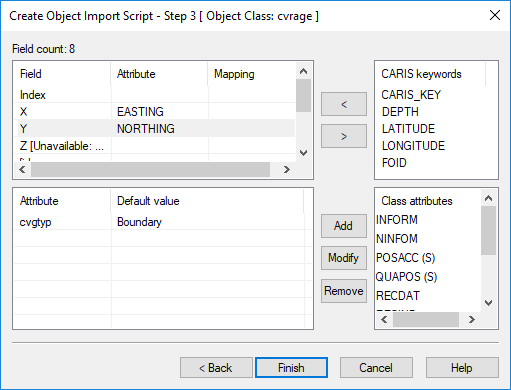 Create Object Import Script - Step 3 [ Object Class: cvrage ]
Field count: 8
Field Attribute Mapping
Index
X EASTING
Y NORTHING
Z [Unavailable: ...
<
>
CARIS keywords
CARIS_KEY
DEPTH
LATITUDE
LONGITUDE
FOID
Attribute Default value
cvgtyp Boundary
Add
Modify
Remove
Class attributes
INFORM
NINFOM
POSACC (S)
QUAPOS (S)
RECDAT
< Back Finish Cancel Help